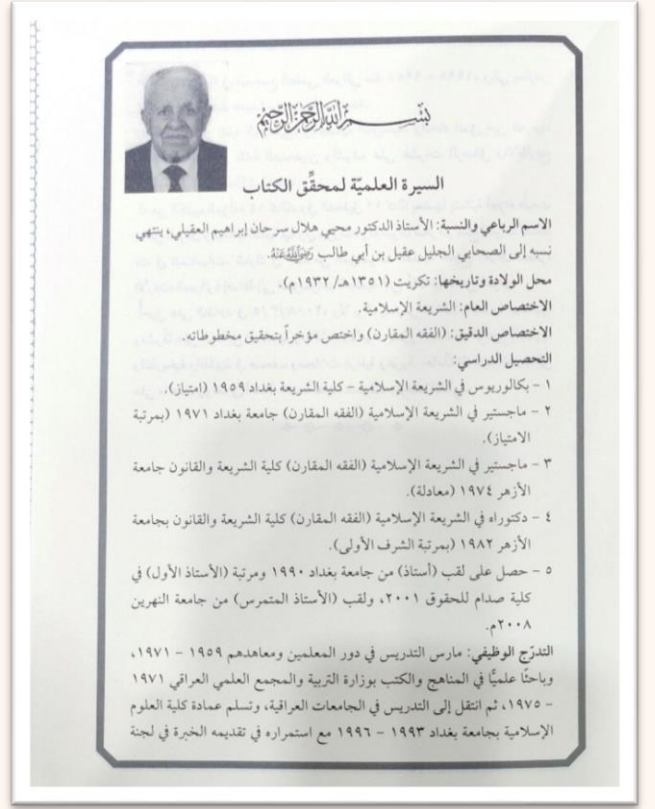 بسم الله الرحمن الرحيم
السيرة العلميّة لمحقِّق الكتاب
الاسم الرباعي والنسبة: الأستاذ الدكتور محيي هلال سرحان إبراهيم العقيلي، ينتهي
نسبه إلى الصحابي الجليل عقيل بن أبي طالب رضي الله عنه.
محل الولادة وتاريخها: تكريت (١٣٥١هـ/ ١٩٣٢م).
الاختصاص العام: الشريعة الإسلامية.
الاختصاص الدقيق: (الفقه المقارن) واختص مؤخراً بتحقيق مخطوطاته.
التحصيل الدراسي:
١ - بكالوريوس في الشريعة الإسلامية - كلية الشريعة بغداد ١٩٥٩ (امتياز).
٢ - ماجستير في الشريعة الإسلامية (الفقه المقارن) جامعة بغداد ١٩٧١ (بمرتبة
الامتياز).
٣ - ماجستير في الشريعة الإسلامية (الفقه المقارن) كلية الشريعة والقانون جامعة
الأزهر ١٩٧٤ (معادلة).
٤ - دكتوراه في الشريعة الإسلامية (الفقه المقارن) كلية الشريعة والقانون بجامعة
الأزهر ١٩٨٢ (بمرتبة الشرف الأولى).
٥ - حصل على لقب (أستاذ) من جامعة بغداد ١٩٩٠ ومرتبة (الأستاذ الأول) في
كلية صدام للحقوق ٢٠٠١، ولقب (الأستاذ المتمرس) من جامعة النهرين
٢٠٠٨م.
التدرّج الوظيفي: مارس التدريس في دور المعلمين ومعاهدهم ١٩٥٩ - ١٩٧١،
وباحثًا علميًّا في المناهج والكتب بوزارة التربية والمجمع العلمي العراقي ١٩٧١
- ١٩٧٥، ثم انتقل إلى التدريس في الجامعات العراقية، وتسلم عمادة كلية العلوم
الإسلامية بجامعة بغداد ١٩٩٣ - ١٩٩٦ مع استمراره في تقديمه الخبرة في لجنة